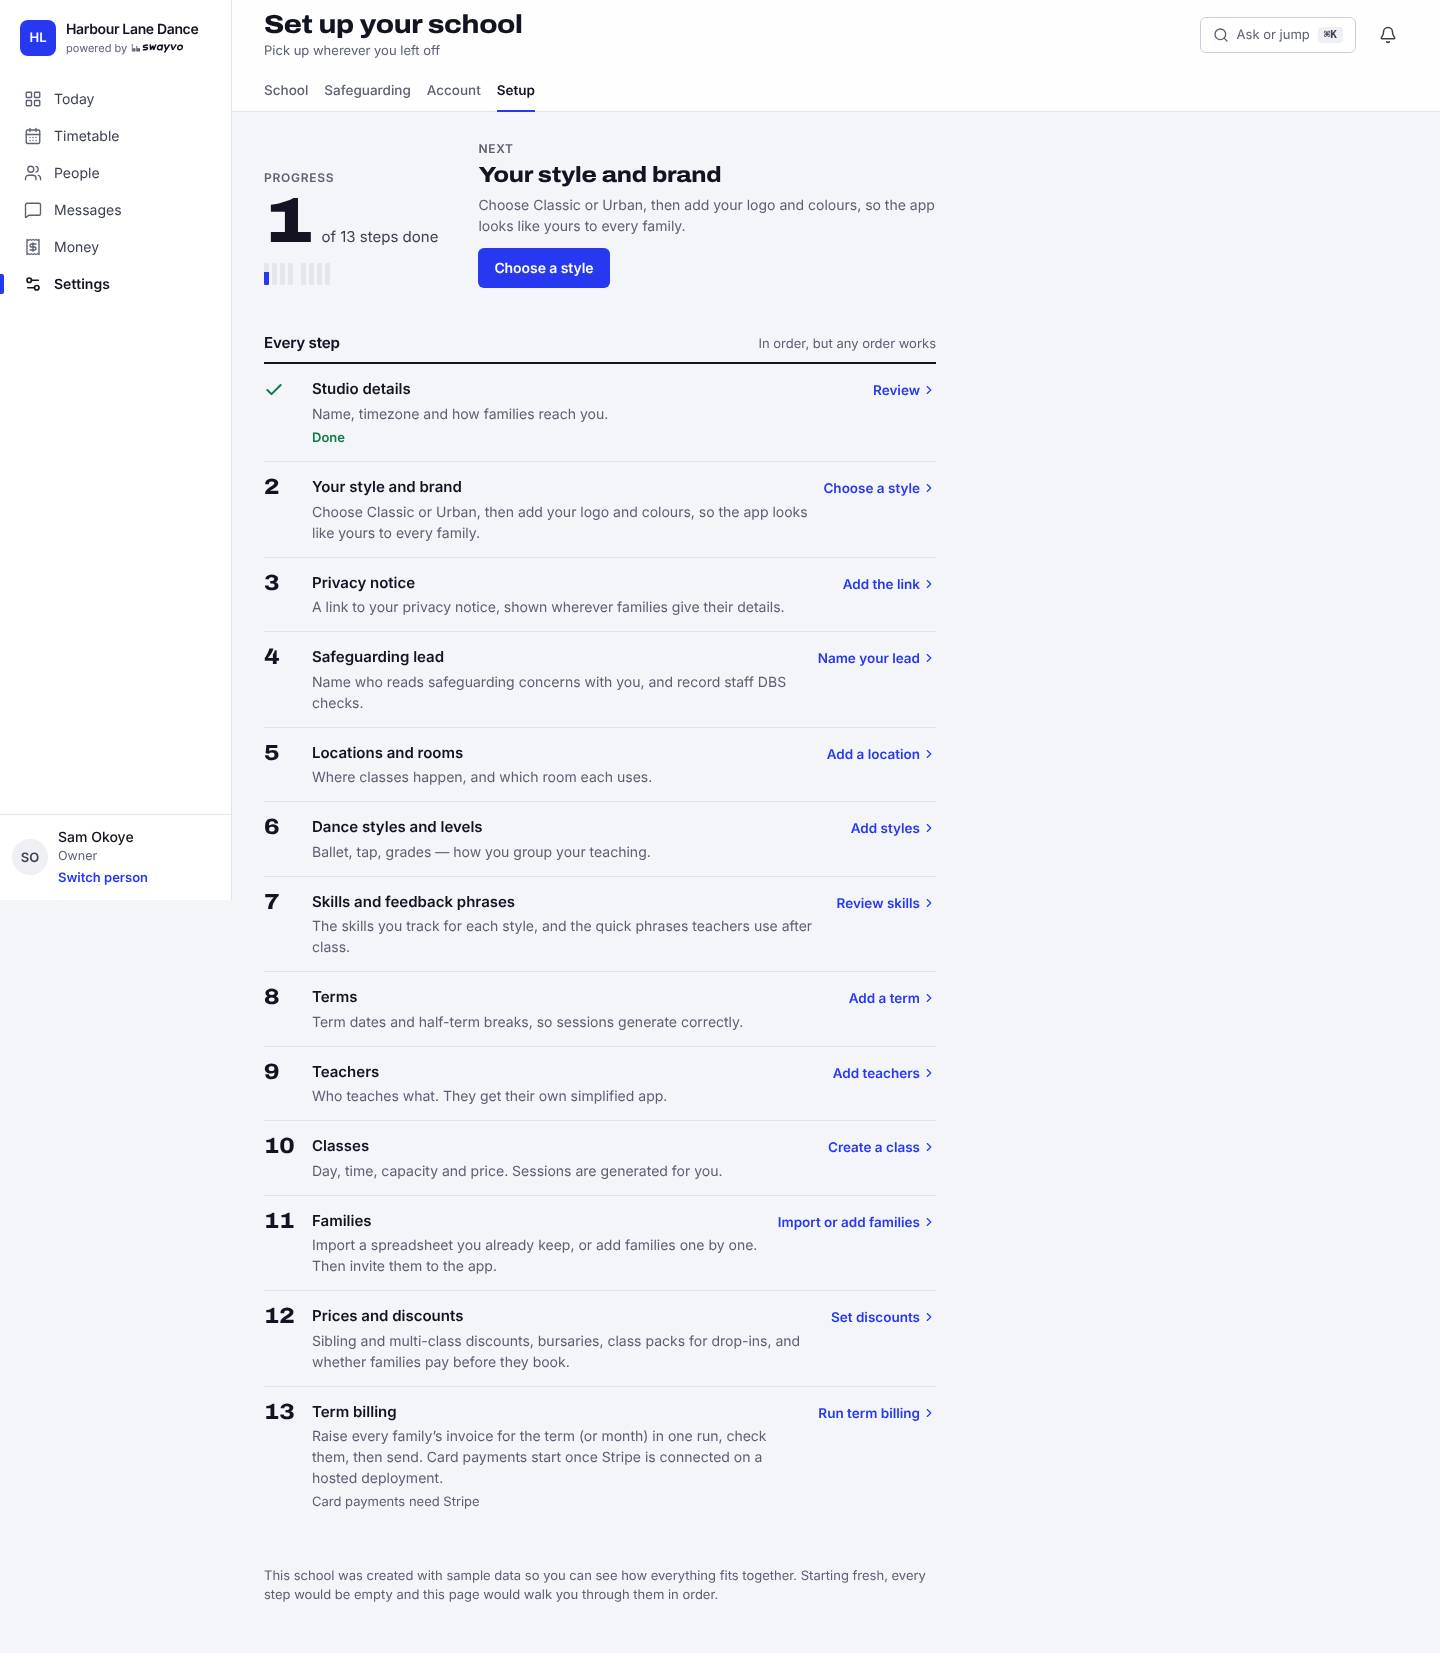 HL
Harbour Lane Dance
powered by swayvo
Today
Timetable
People
Messages
Money
Settings
Sam Okoye
SO
Owner
Switch person
Set up your school
Pick up wherever you left off
Ask or jump ⌘K
School Safeguarding Account Setup
PROGRESS
1 of 13 steps done
NEXT
Your style and brand
Choose Classic or Urban, then add your logo and colours, so the app
looks like yours to every family.
Choose a style
Every step
In order, but any order works
Studio details
Review
Name, timezone and how families reach you.
Done
2 Your style and brand
Choose a style
Choose Classic or Urban, then add your logo and colours, so the app looks
like yours to every family.
3 Privacy notice
Add the link
A link to your privacy notice, shown wherever families give their details.
4 Safeguarding lead
Name your lead
Name who reads safeguarding concerns with you, and record staff DBS
checks.
5 Locations and rooms
Add a location
Where classes happen, and which room each uses.
6 Dance styles and levels
Add styles
Ballet, tap, grades — how you group your teaching.
7 Skills and feedback phrases
Review skills
The skills you track for each style, and the quick phrases teachers use after
class.
8 Terms
Add a term
Term dates and half-term breaks, so sessions generate correctly.
9 Teachers
Add teachers
Who teaches what. They get their own simplified app.
10 Classes
Create a class
Day, time, capacity and price. Sessions are generated for you.
11 Families
Import or add families
Import a spreadsheet you already keep, or add families one by one.
Then invite them to the app.
12 Prices and discounts
Set discounts
Sibling and multi-class discounts, bursaries, class packs for drop-ins, and
whether families pay before they book.
13 Term billing
Run term billing
Raise every family’s invoice for the term (or month) in one run, check
them, then send. Card payments start once Stripe is connected on a
hosted deployment.
Card payments need Stripe
This school was created with sample data so you can see how everything fits together. Starting fresh, every
step would be empty and this page would walk you through them in order.